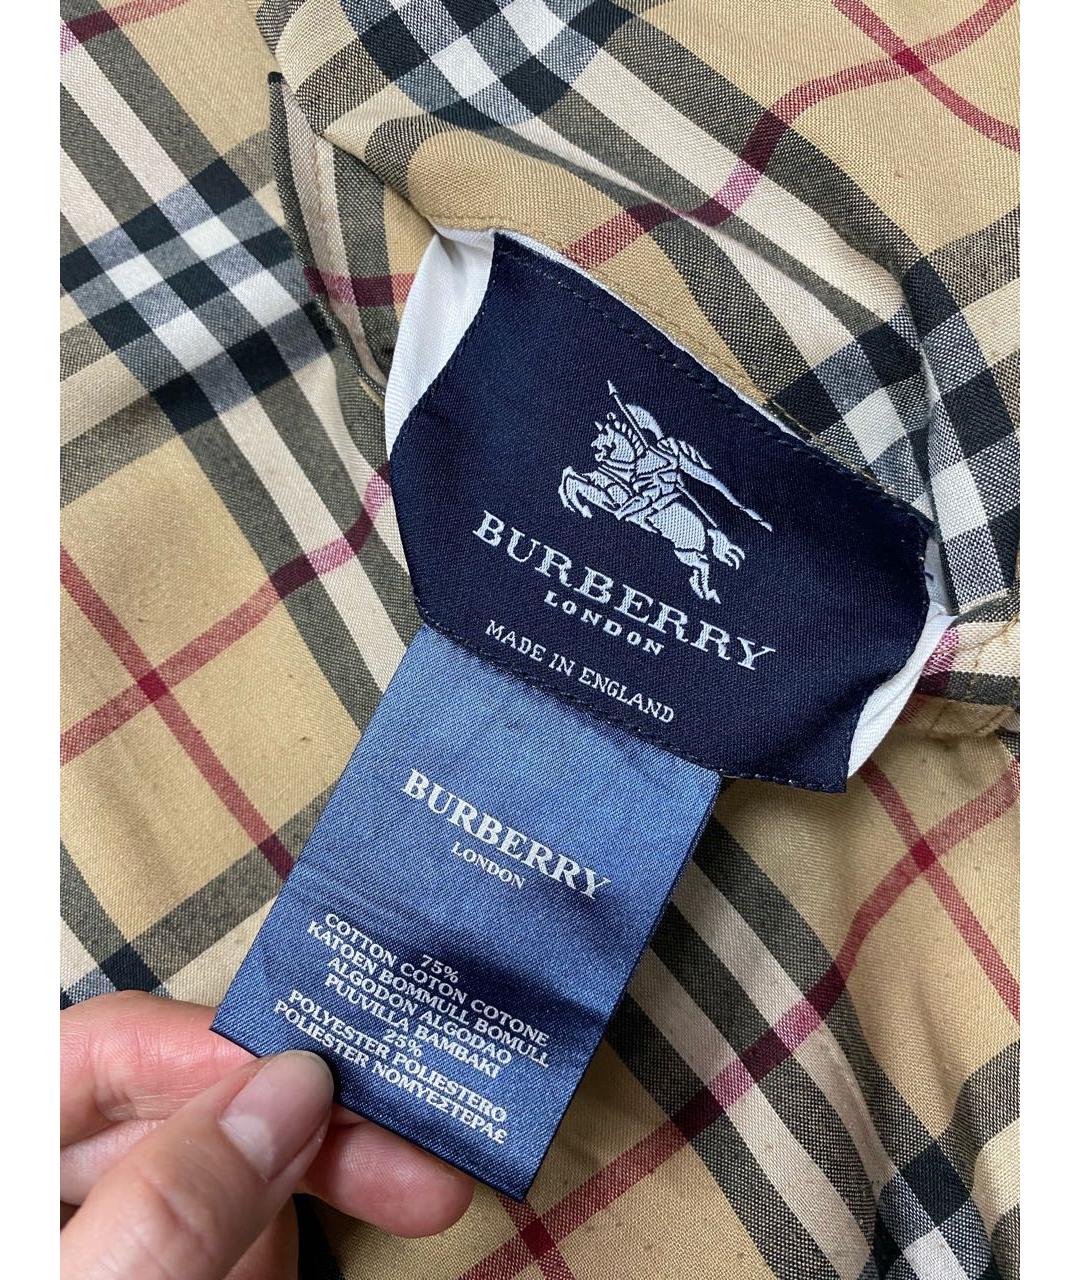 BURBERRY
LONDON
MADE IN ENGLAND
BURBERRY
LONDON
75%
COTTON COTON COTONE
KATOEN BOMMULL BOMULL
ALGODON ALGODAO
PUUVILLA BAMBAKI
25%
POLYESTER POLIESTERO
POLIESTER ΠΟΛΥΕΣΤΕΡΑΣ